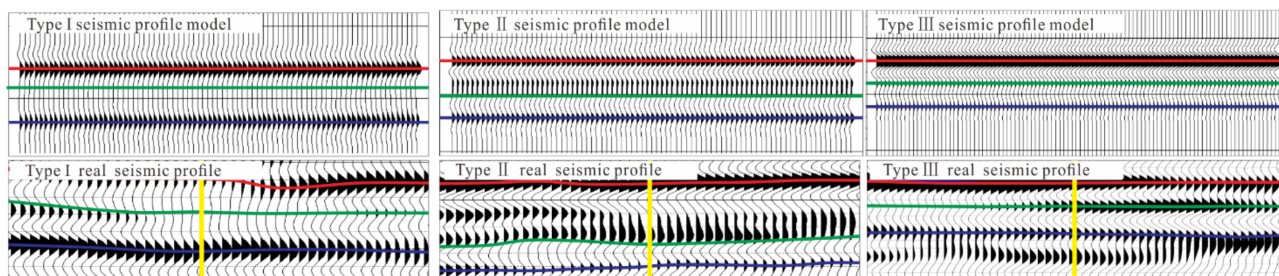 Type I seismic profile model
Type II seismic profile model
Type III seismic profile model
Type I real seismic profile
Type II real seismic profile
Type III real seismic profile